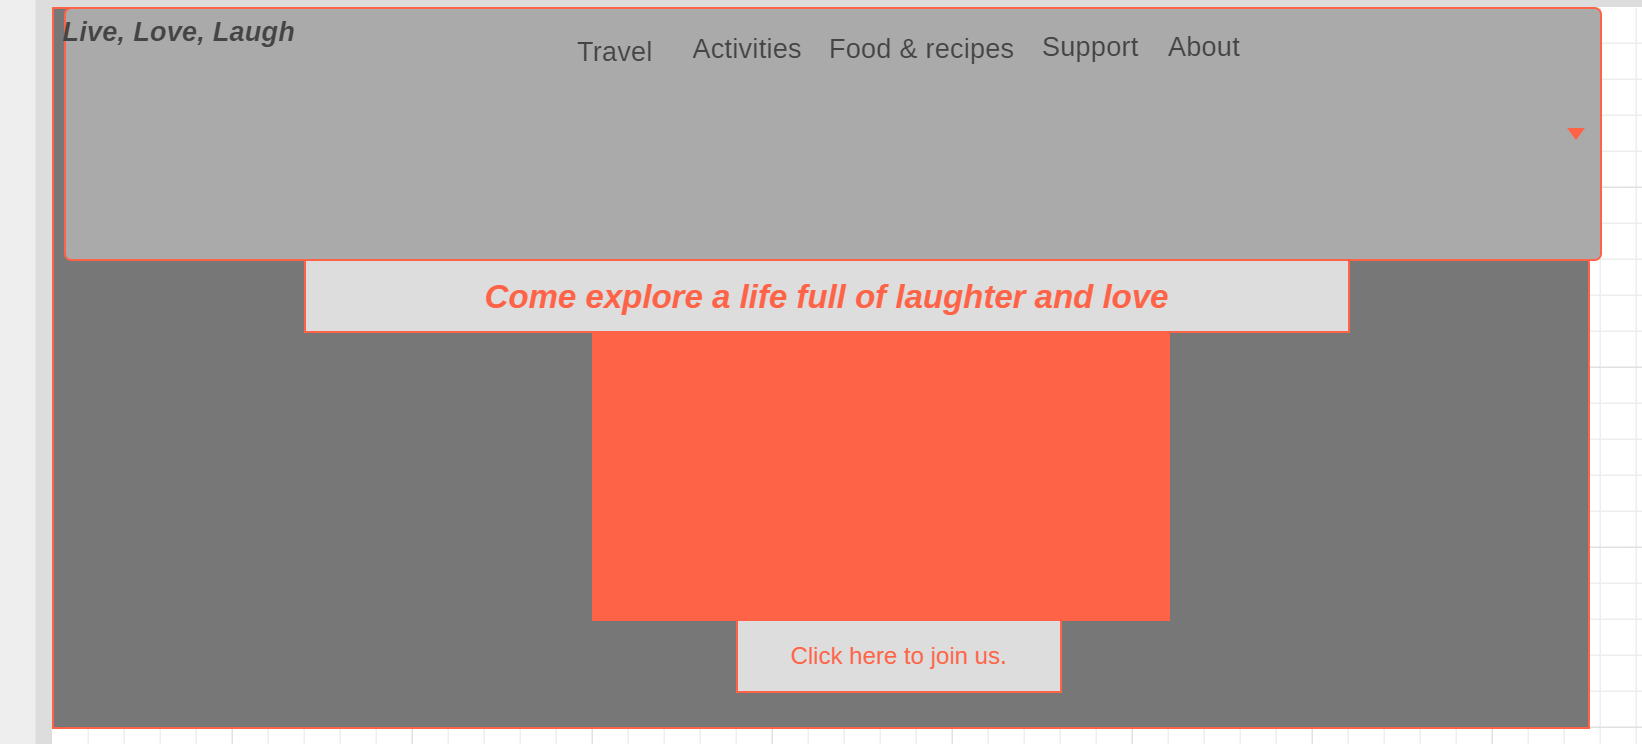 Live, Love, Laugh
Travel Activities Food & recipes Support About
Come explore a life full of laughter and love
Click here to join us.